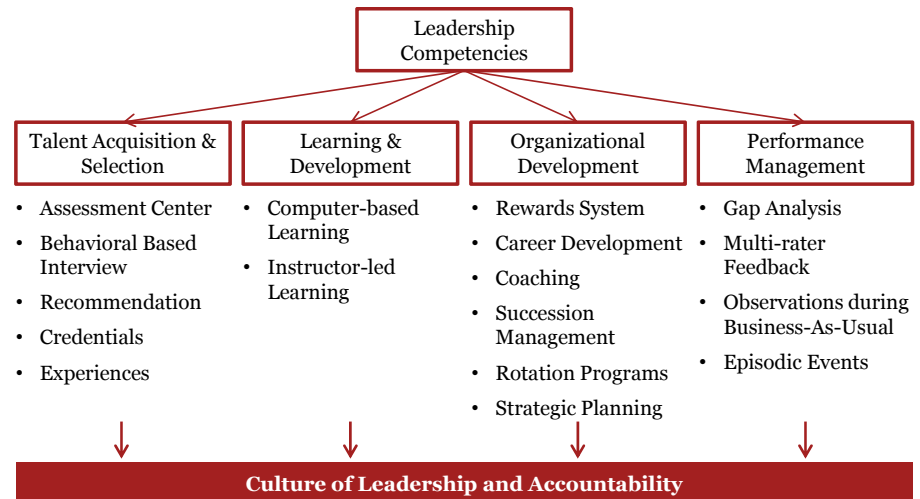 Leadership
Competencies
Talent Acquisition &
Selection
• Assessment Center
• Behavioral Based
Interview
• Recommendation
• Credentials
• Experiences
Learning &
Development
• Computer-based
Learning
• Instructor-led
Learning
Organizational
Development
• Rewards System
• Career Development
• Coaching
• Succession
Management
• Rotation Programs
• Strategic Planning
Performance
Management
• Gap Analysis
• Multi-rater
Feedback
• Observations during
Business-As-Usual
• Episodic Events
Culture of Leadership and Accountability